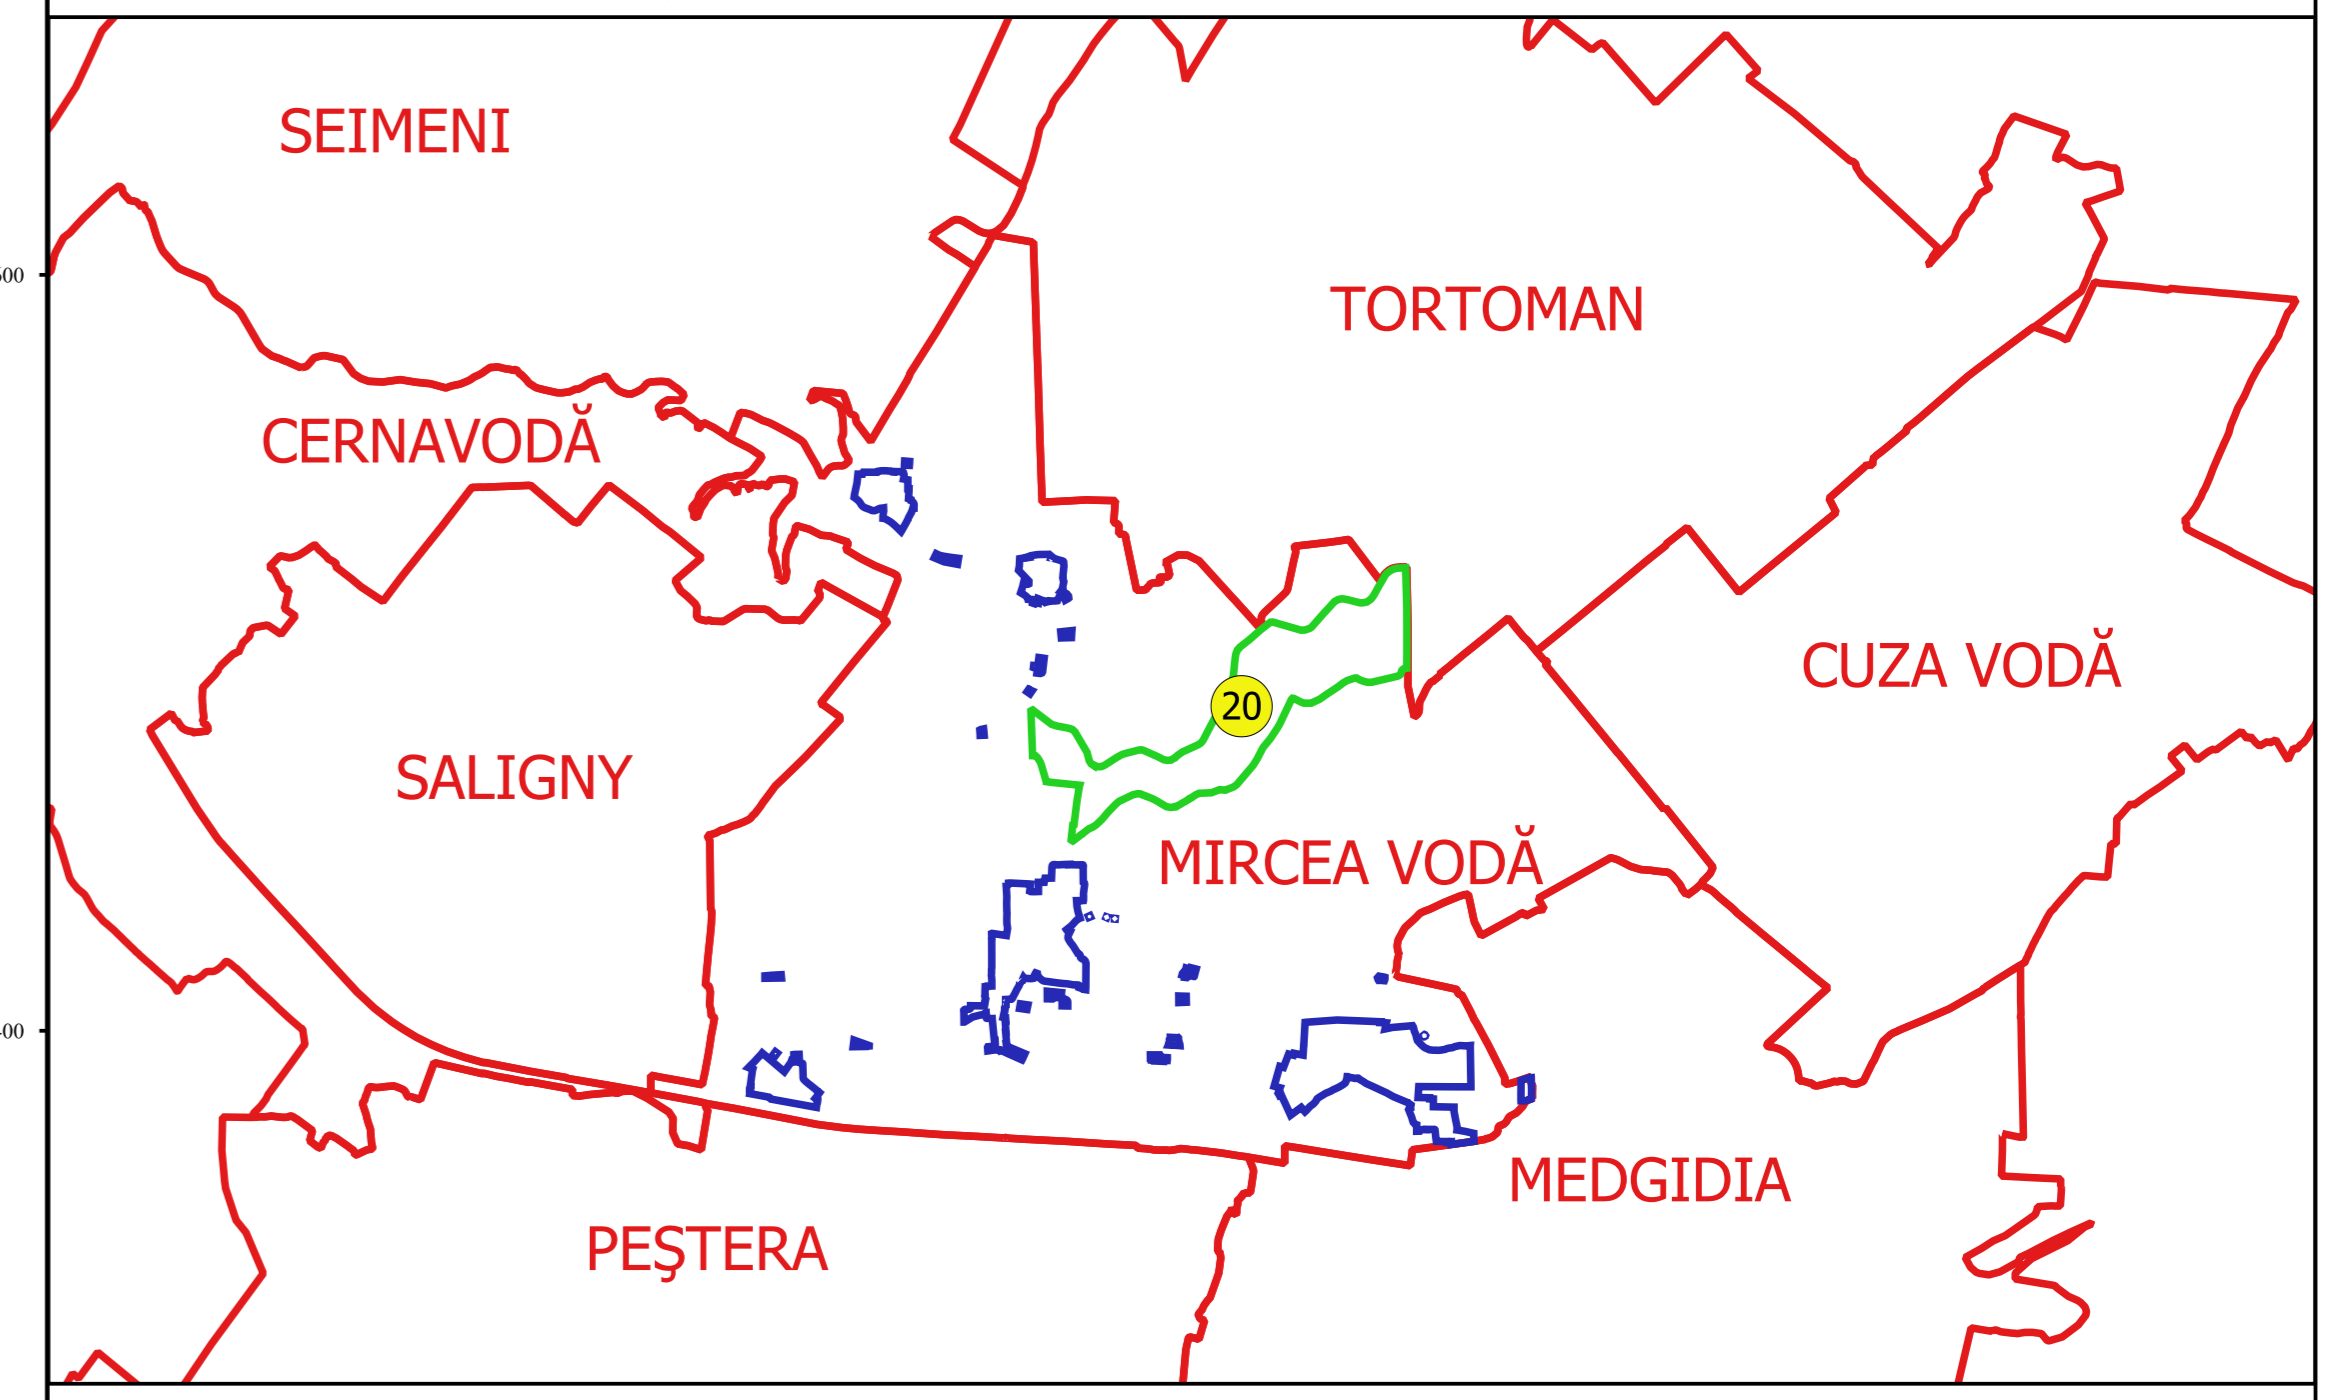 SEIMENI
TORTOMAN
CERNAVODĂ
CUZA VODĂ
20
SALIGNY
MIRCEA VODĂ
MEDGIDIA
PEŞTERA